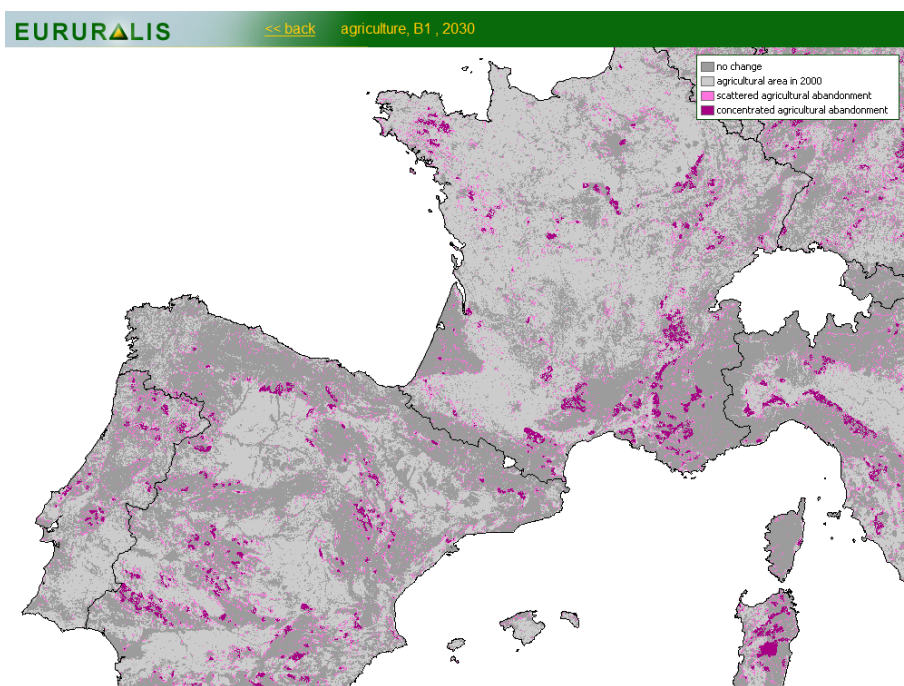 EURURALIS << back agriculture, B1 , 2030
no change
agricultural area in 2000
scattered agricultural abandonment
concentrated agricultural abandonment